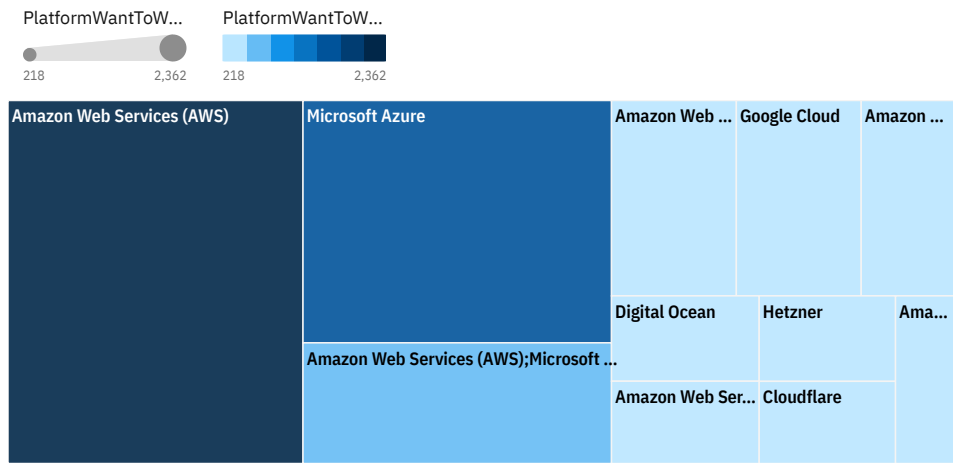 PlatformWantToW... PlatformWantToW...
218 2,362 218 2,362
Amazon Web Services (AWS)
Microsoft Azure
Amazon Web ...
Google Cloud
Amazon ...
Digital Ocean
Hetzner
Ama...
Amazon Web Services (AWS);Microsoft ...
Amazon Web Ser...
Cloudflare